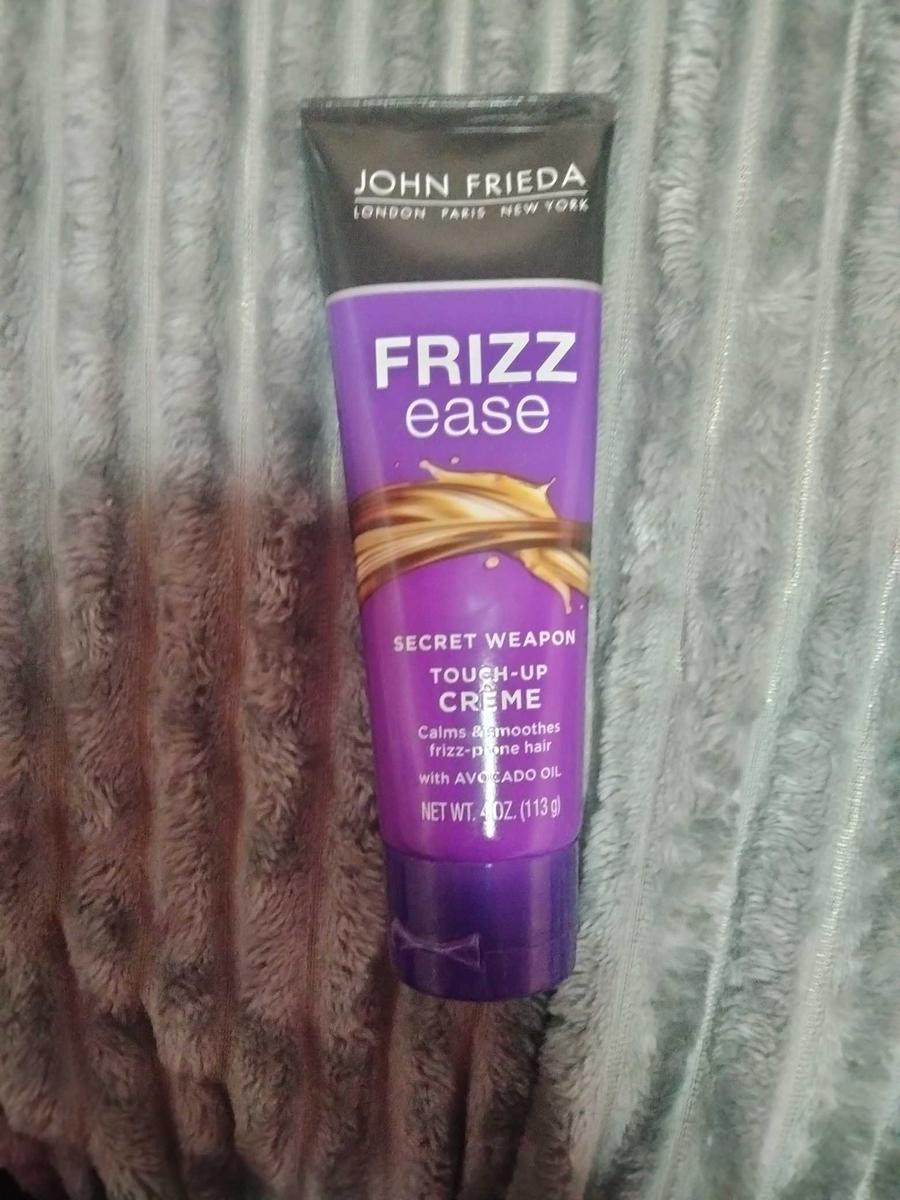 JOHN FRIEDA
LONDON PARIS NEW YORK
FRIZZ
ease
SECRET WEAPON
TOUCH-UP
CRÈME
Calms & smoothes
frizz-prone hair
with AVOCADO OIL
NET WT. 4 OZ. (113 g)